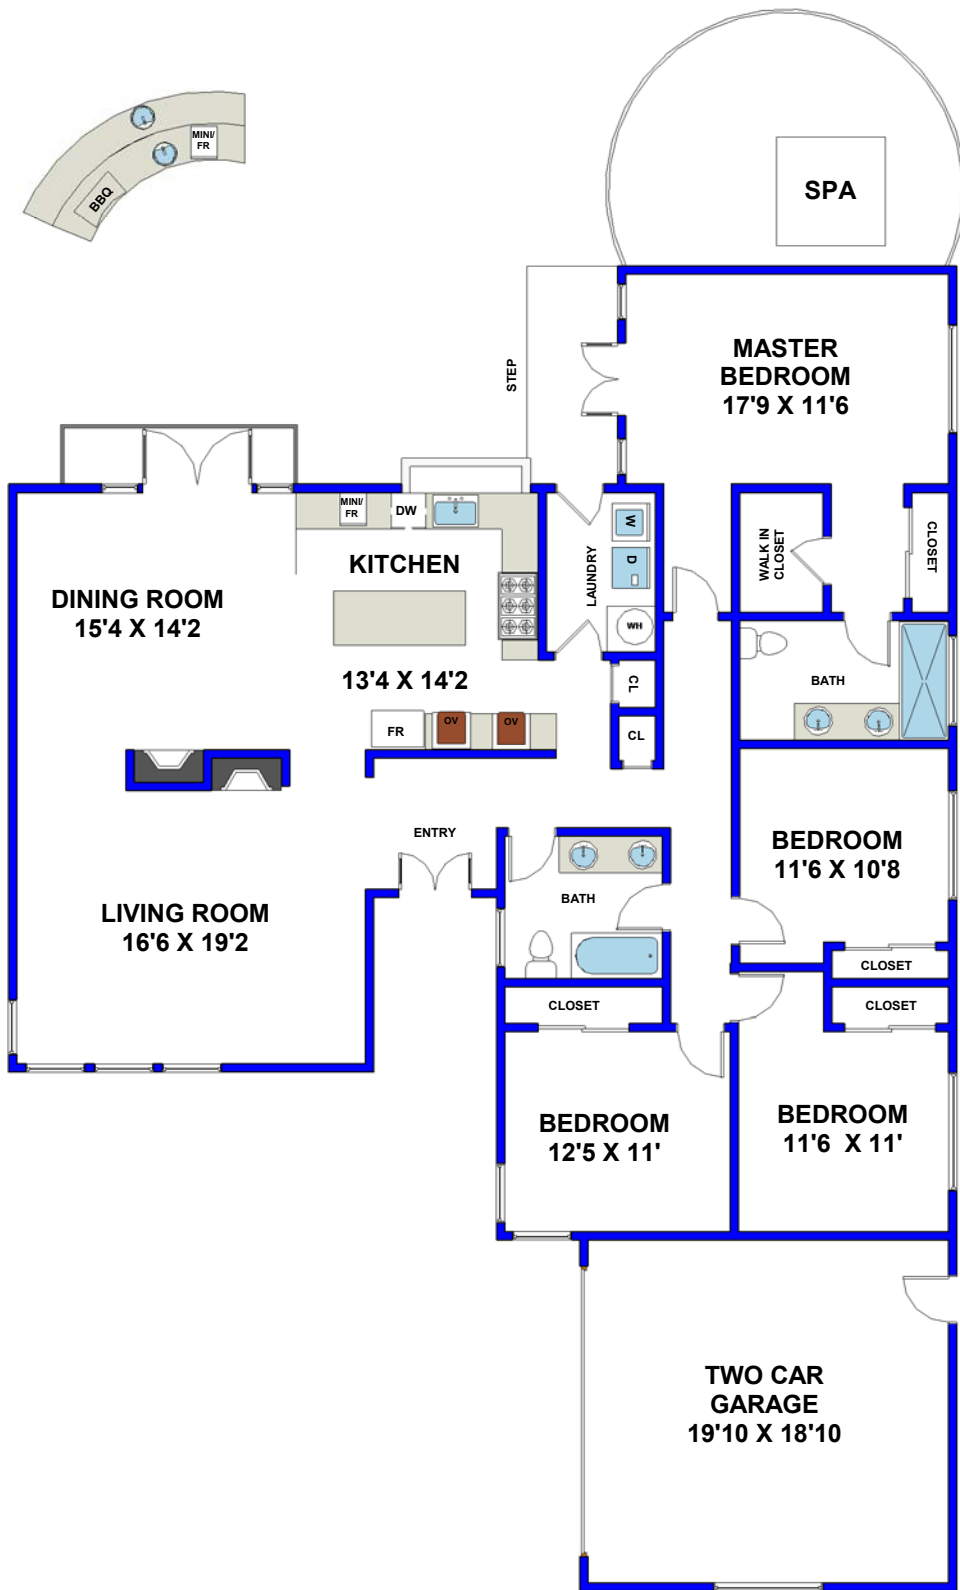 MINI/
FR
BBQ
SPA
MASTER
BEDROOM
17'9 X 11'6
STEP
MINI/
FR
DW
W
D
WH
LAUNDRY
WALK IN
CLOSET
CLOSET
KITCHEN
13'4 X 14'2
DINING ROOM
15'4 X 14'2
CL
CL
BATH
FR
OV
OV
ENTRY
BEDROOM
11'6 X 10'8
LIVING ROOM
16'6 X 19'2
BATH
CLOSET
CLOSET
CLOSET
BEDROOM
12'5 X 11'
BEDROOM
11'6 X 11'
TWO CAR
GARAGE
19'10 X 18'10